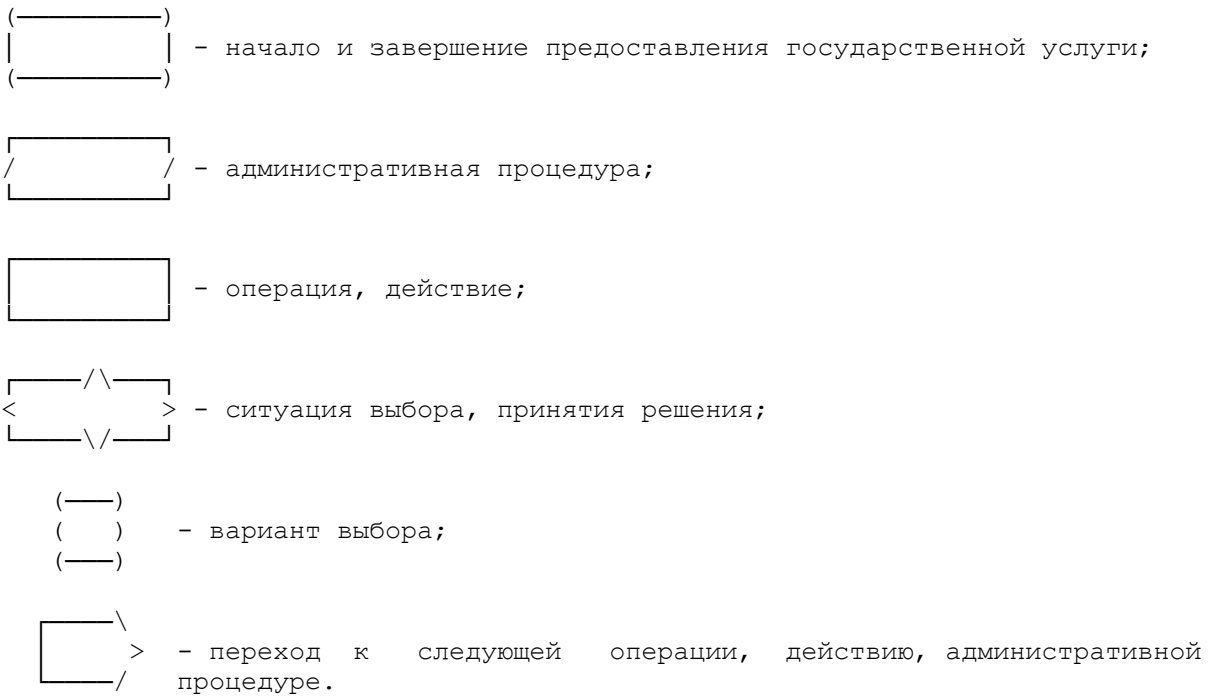 - начало и завершение предоставления государственной услуги;
- административная процедура;
- операция, действие;
- ситуация выбора, принятия решения;
- вариант выбора;
- переход к следующей операции, действию, административной
процедуре.